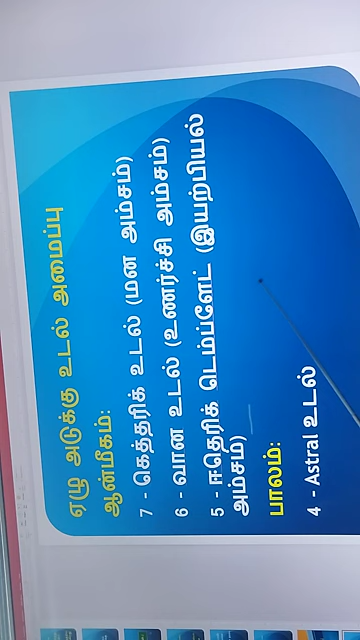 ஏழு அடுக்கு உடல் அமைப்பு
ஆன்மீகம்:
7 - கெத்தரிக் உடல் (மன அம்சம்)
6 - வான உடல் (உணர்ச்சி அம்சம்)
5 - ஈதெரிக் டெம்ப்ளேட் (இயற்பியல்
அம்சம்)
பாலம்:
4 - Astral உடல்